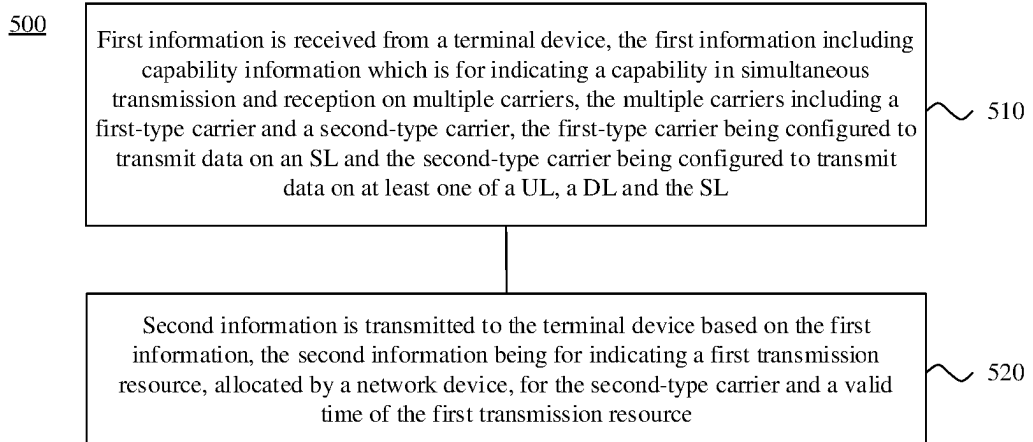 500
First information is received from a terminal device, the first information including
capability information which is for indicating a capability in simultaneous
transmission and reception on multiple carriers, the multiple carriers including a
first-type carrier and a second-type carrier, the first-type carrier being configured to
transmit data on an SL and the second-type carrier being configured to transmit
data on at least one of a UL, a DL and the SL
510
Second information is transmitted to the terminal device based on the first
information, the second information being for indicating a first transmission
resource, allocated by a network device, for the second-type carrier and a valid
time of the first transmission resource
520